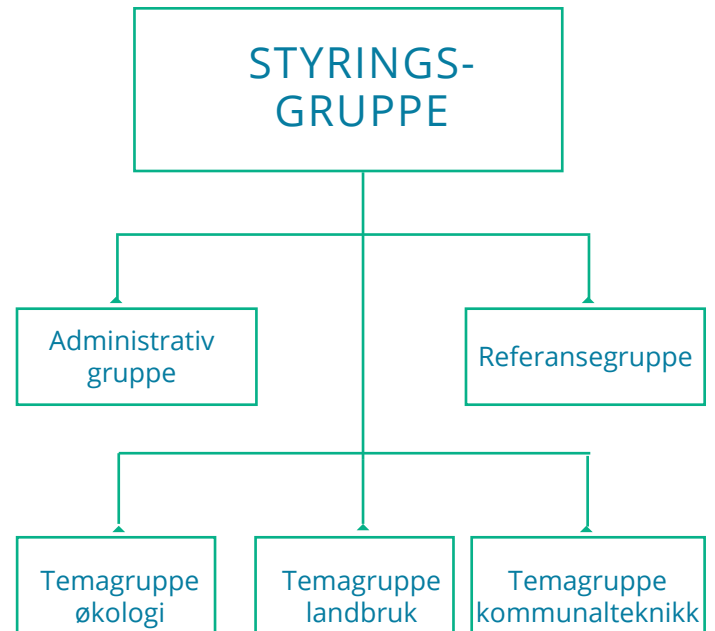 STYRINGS-
GRUPPE
Administrativ
gruppe
Referansegruppe
Temagruppe
økologi
Temagruppe
landbruk
Temagruppe
kommunalteknikk